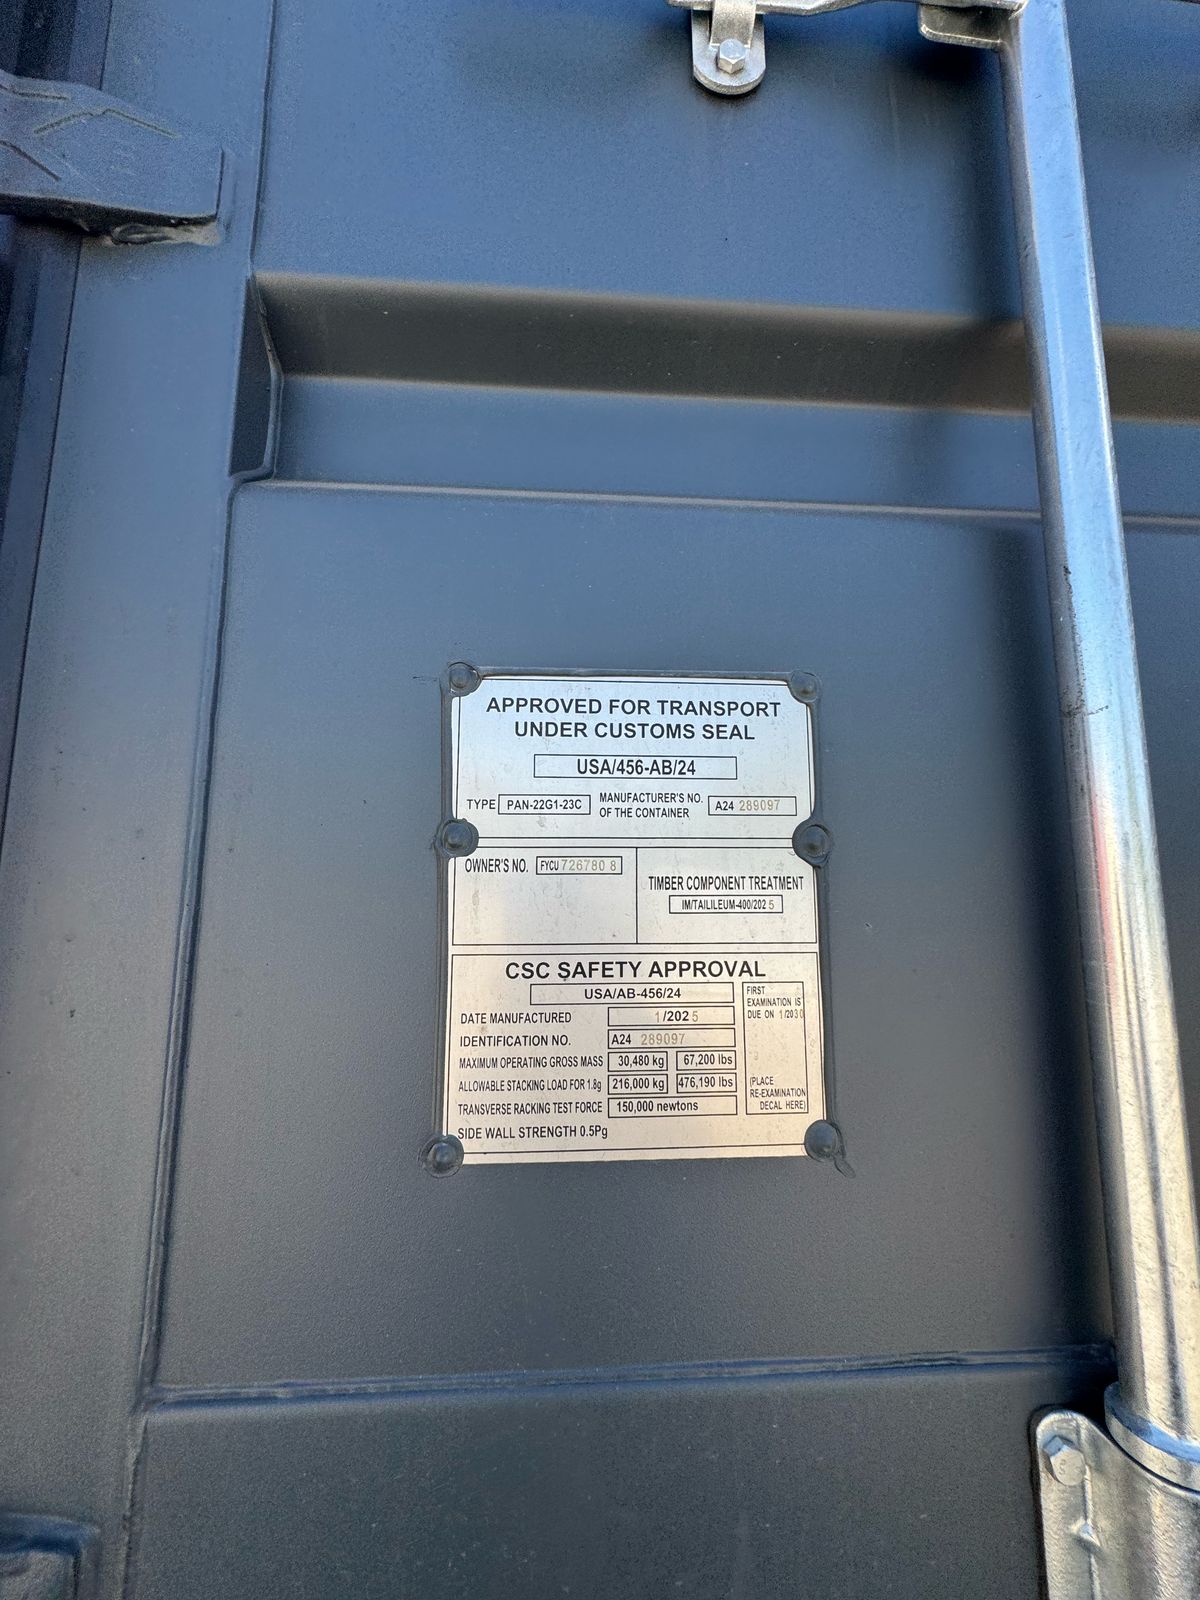 APPROVED FOR TRANSPORT
UNDER CUSTOMS SEAL
USA/456-AB/24
TYPE PAN-22G1-23C MANUFACTURER'S NO. OF THE CONTAINER A24 289097
OWNER'S NO. FYCU 726780 8
TIMBER COMPONENT TREATMENT
IM/TAILILEUM-400/2025
CSC SAFETY APPROVAL
USA/AB-456/24
DATE MANUFACTURED 1/2025
IDENTIFICATION NO. A24 289097
MAXIMUM OPERATING GROSS MASS 30,480 kg 67,200 lbs
ALLOWABLE STACKING LOAD FOR 1.8g 216,000 kg 476,190 lbs
TRANSVERSE RACKING TEST FORCE 150,000 newtons
SIDE WALL STRENGTH 0.5Pg
FIRST
EXAMINATION IS
DUE ON 1/2030
(PLACE
RE-EXAMINATION
DECAL HERE)